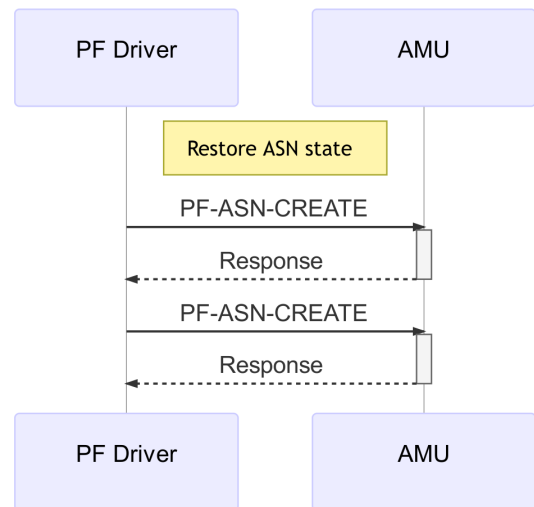 PF Driver
AMU
Restore ASN state
PF-ASN-CREATE
Response
PF-ASN-CREATE
Response
PF Driver
AMU